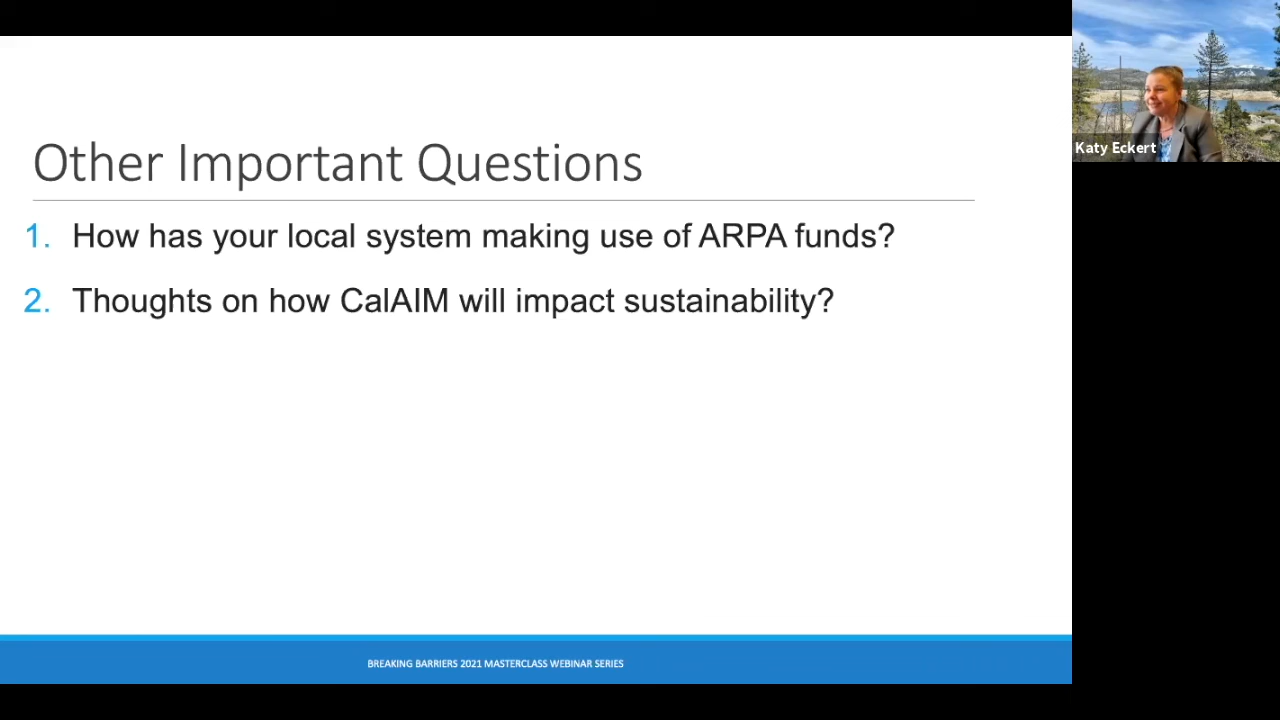 Other Important Questions
1. How has your local system making use of ARPA funds?
2. Thoughts on how CalAIM will impact sustainability?
BREAKING BARRIERS 2021 MASTERCLASS WEBINAR SERIES
Katy Eckert